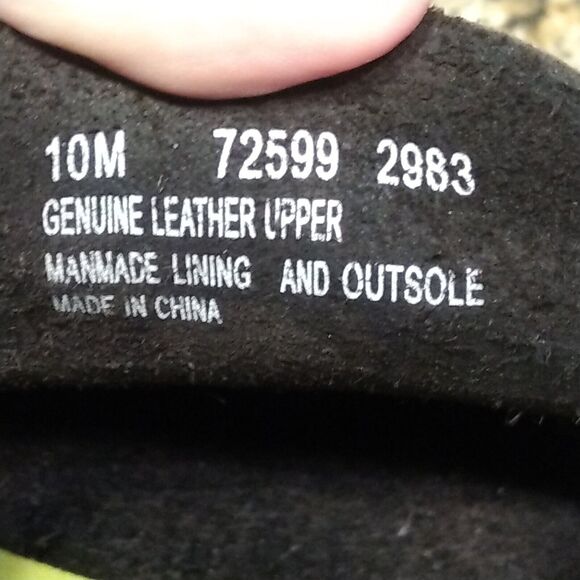 10M 72599 2983
GENUINE LEATHER UPPER
MANMADE LINING AND OUTSOLE
MADE IN CHINA